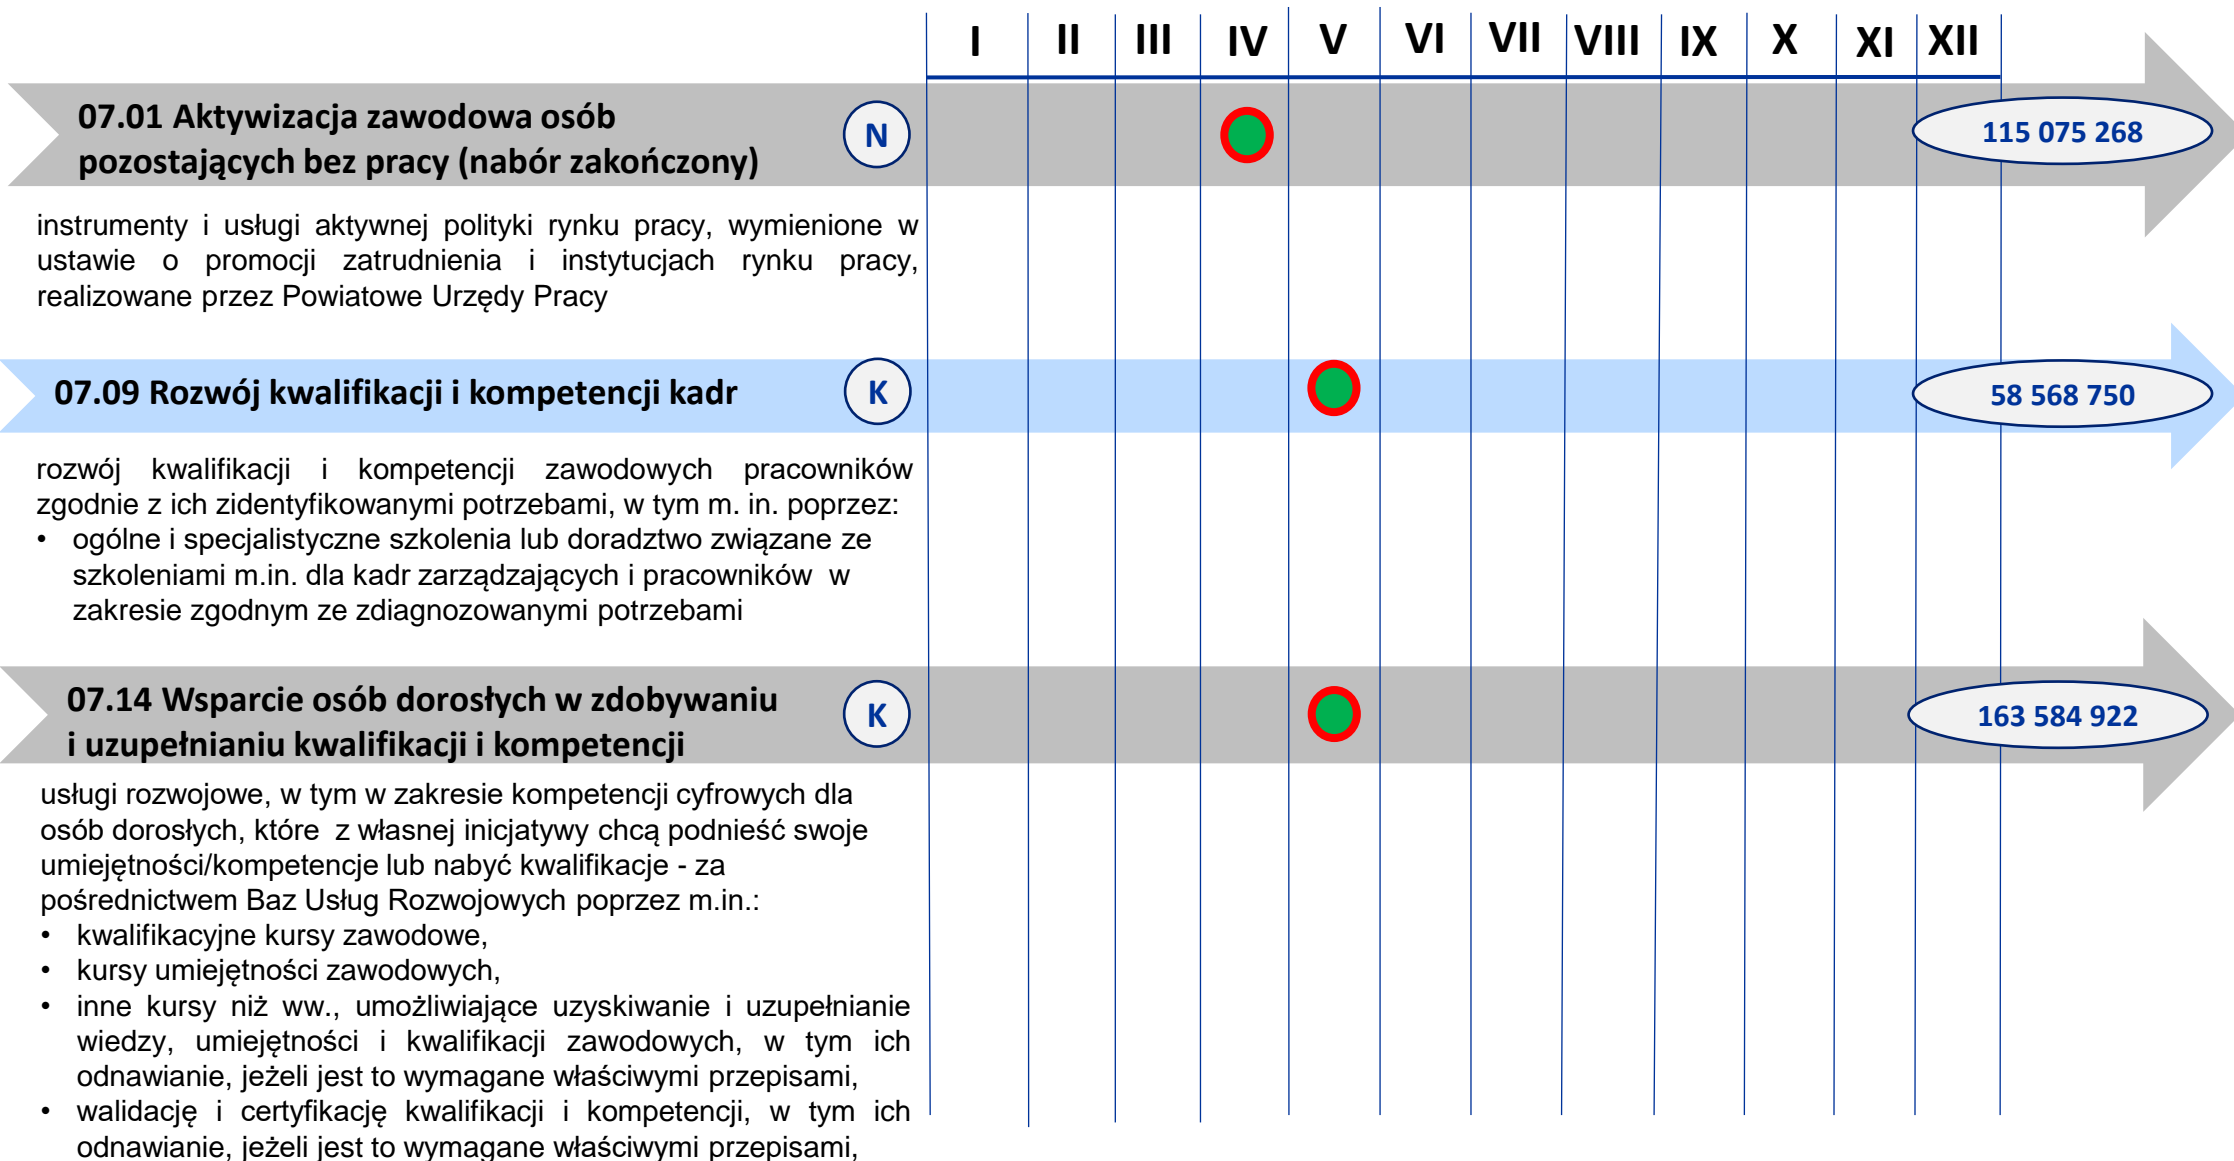 I II III IV V VI VII VIII IX X XI XII
07.01 Aktywizacja zawodowa osób
pozostających bez pracy (nabór zakończony)
N
115 075 268
instrumenty i usługi aktywnej polityki rynku pracy, wymienione w
ustawie o promocji zatrudnienia i instytucjach rynku pracy,
realizowane przez Powiatowe Urzędy Pracy
07.09 Rozwój kwalifikacji i kompetencji kadr
K
58 568 750
rozwój kwalifikacji i kompetencji zawodowych pracowników
zgodnie z ich zidentyfikowanymi potrzebami, w tym m. in. poprzez:
• ogólne i specjalistyczne szkolenia lub doradztwo związane ze
szkoleniami m.in. dla kadr zarządzających i pracowników w
zakresie zgodnym ze zdiagnozowanymi potrzebami
07.14 Wsparcie osób dorosłych w zdobywaniu
i uzupełnianiu kwalifikacji i kompetencji
K
163 584 922
usługi rozwojowe, w tym w zakresie kompetencji cyfrowych dla
osób dorosłych, które z własnej inicjatywy chcą podnieść swoje
umiejętności/kompetencje lub nabyć kwalifikacje - za
pośrednictwem Baz Usług Rozwojowych poprzez m.in.:
• kwalifikacyjne kursy zawodowe,
• kursy umiejętności zawodowych,
• inne kursy niż ww., umożliwiające uzyskiwanie i uzupełnianie
wiedzy, umiejętności i kwalifikacji zawodowych, w tym ich
odnawianie, jeżeli jest to wymagane właściwymi przepisami,
• walidację i certyfikację kwalifikacji i kompetencji, w tym ich
odnawianie, jeżeli jest to wymagane właściwymi przepisami,